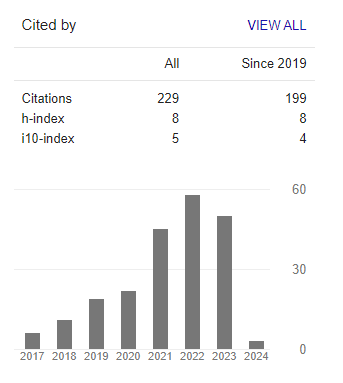 Cited by VIEW ALL
All Since 2019
Citations 229 199
h-index 8 8
i10-index 5 4
60
30
0
2017 2018 2019 2020 2021 2022 2023 2024